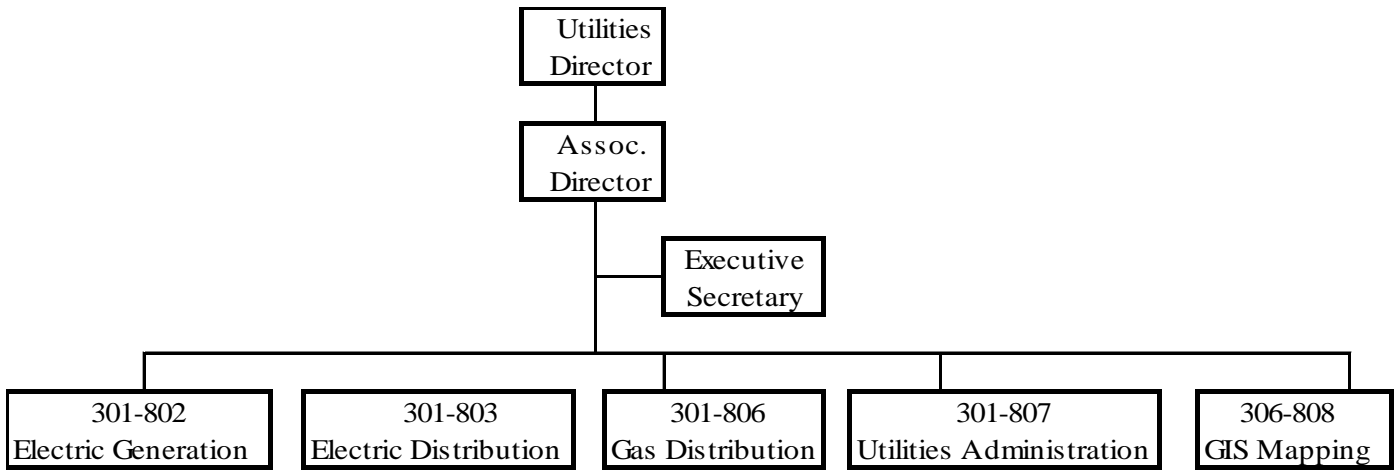 Utilities
Director
Assoc.
Director
Executive
Secretary
301-802
Electric Generation
301-803
Electric Distribution
301-806
Gas Distribution
301-807
Utilities Administration
306-808
GIS Mapping